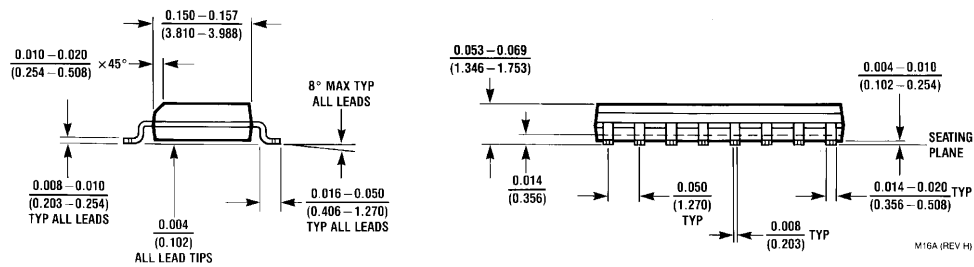 0.150 – 0.157
(3.810 – 3.988)
0.010 – 0.020
(0.254 – 0.508)
×45°
8° MAX TYP
ALL LEADS
0.008 – 0.010
(0.203 – 0.254)
TYP ALL LEADS
0.004
(0.102)
ALL LEAD TIPS
0.016 – 0.050
(0.406 – 1.270)
TYP ALL LEADS
0.053 – 0.069
(1.346 – 1.753)
0.004 – 0.010
(0.102 – 0.254)
SEATING
PLANE
0.014
(0.356)
0.050
(1.270)
TYP
0.008
(0.203)
TYP
0.014 – 0.020
(0.356 – 0.508)
TYP
M16A (REV H)